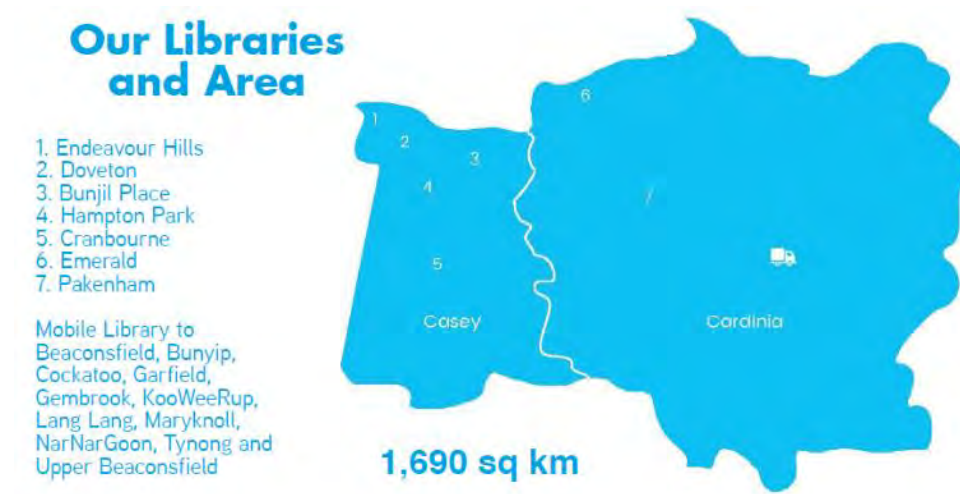 Our Libraries
and Area
1. Endeavour Hills
2. Doveton
3. Bunjil Place
4. Hampton Park
5. Cranbourne
6. Emerald
7. Pakenham
Mobile Library to
Beaconsfield, Bunyip,
Cockatoo, Garfield,
Gembrook, KooWeeRup,
Lang Lang, Maryknoll,
NarNarGoon, Tynong and
Upper Beaconsfield
6
1
2
3
4
7
5
Casey
Cardinia
1,690 sq km